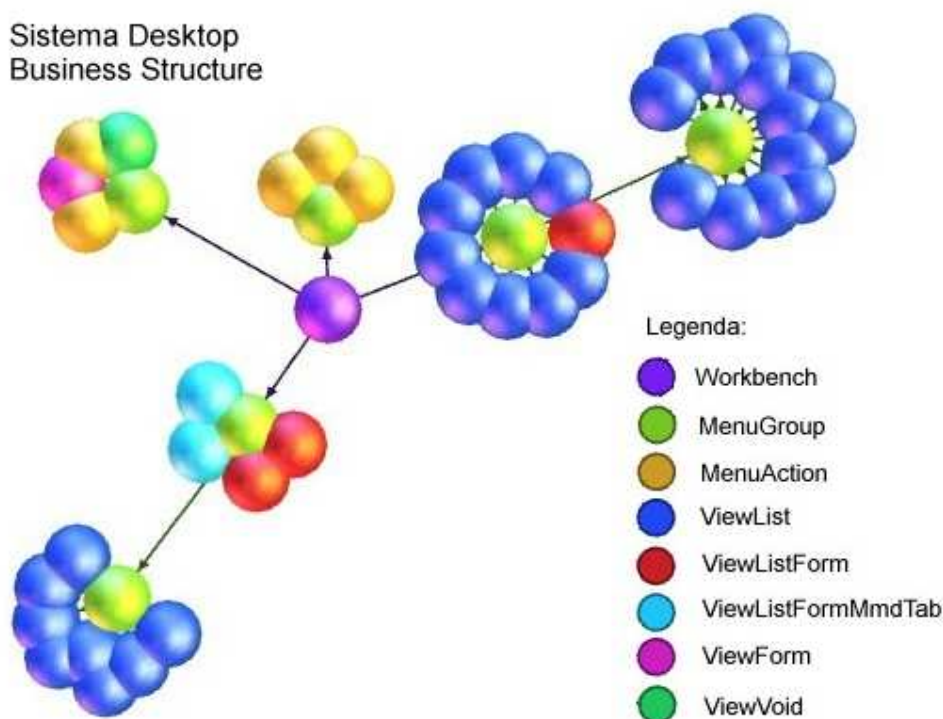 Sistema Desktop
Business Structure
Legenda:
Workbench
MenuGroup
MenuAction
ViewList
ViewListForm
ViewListFormMmdTab
ViewForm
ViewVoid